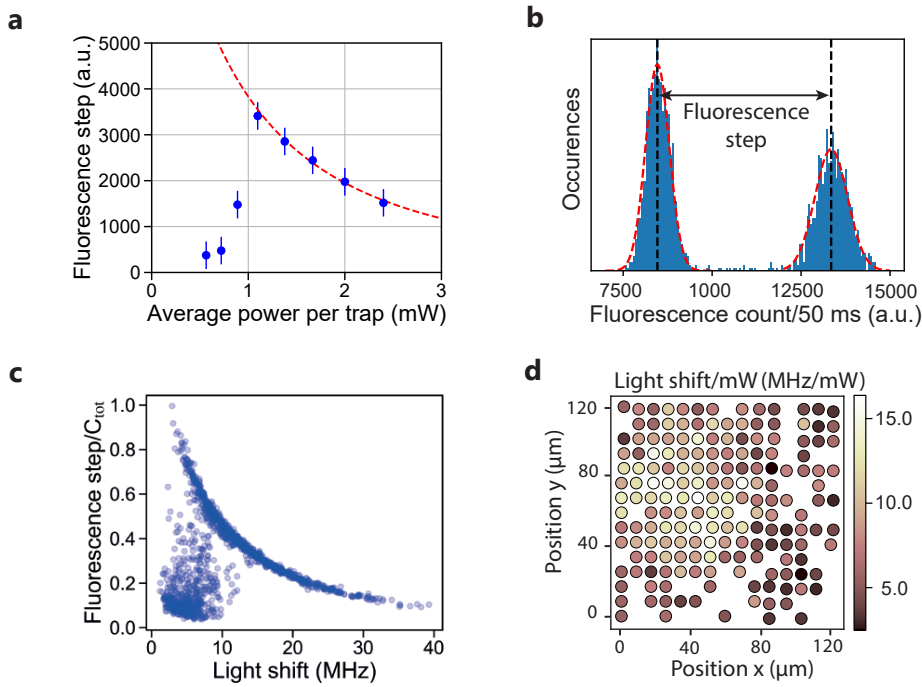 a
Fluorescence step (a.u.)
5000
4000
3000
2000
1000
0
0 1 2 3
Average power per trap (mW)
b
Occurences
Fluorescence
step
7500 1000 12500 15000
Fluorescence count/50 ms (a.u.)
c
Fluorescence step/Ctot
1.0
0.8
0.6
0.4
0.2
0.0
0 10 20 30 40
Light shift (MHz)
d
Light shift/mW (MHz/mW)
Position y (µm)
120
80
40
0
0 40 80 120
Position x (µm)
15.0
10.0
5.0